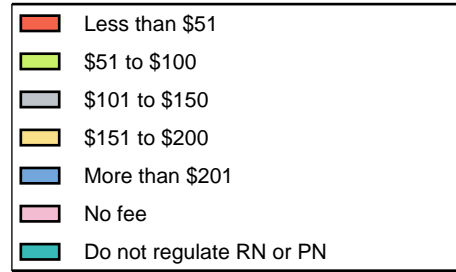 Less than $51
$51 to $100
$101 to $150
$151 to $200
More than $201
No fee
Do not regulate RN or PN